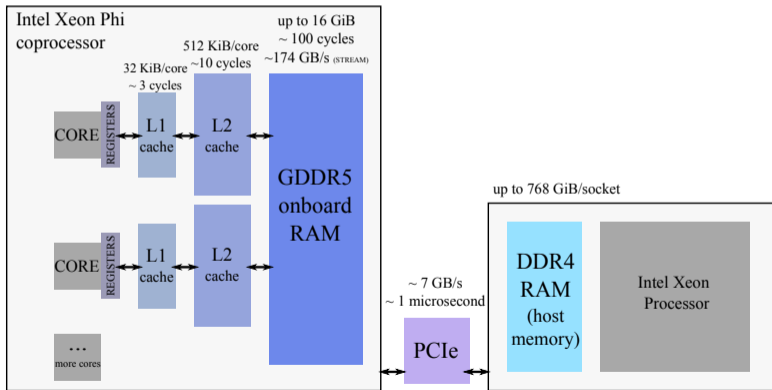 Intel Xeon Phi
coprocessor
up to 16 GiB
~ 100 cycles
~174 GB/s (STREAM)
512 KiB/core
~10 cycles
32 KiB/core
~ 3 cycles
CORE
REGISTERS
L1
cache
L2
cache
GDDR5
onboard
RAM
CORE
REGISTERS
L1
cache
L2
cache
...
more cores
~ 7 GB/s
~ 1 microsecond
PCIe
up to 768 GiB/socket
DDR4
RAM
(host
memory)
Intel Xeon
Processor